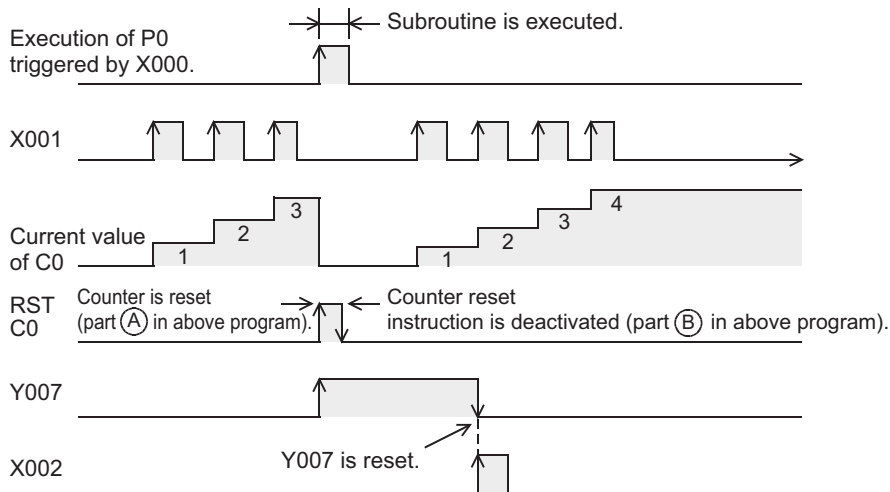 Subroutine is executed.
Execution of P0
triggered by X000.
X001
3
4
2
3
Current value
of C0
1
2
1
RST
C0
Counter is reset
(part Ⓐ in above program).
Counter reset
instruction is deactivated (part Ⓑ in above program).
Y007
Y007 is reset.
X002